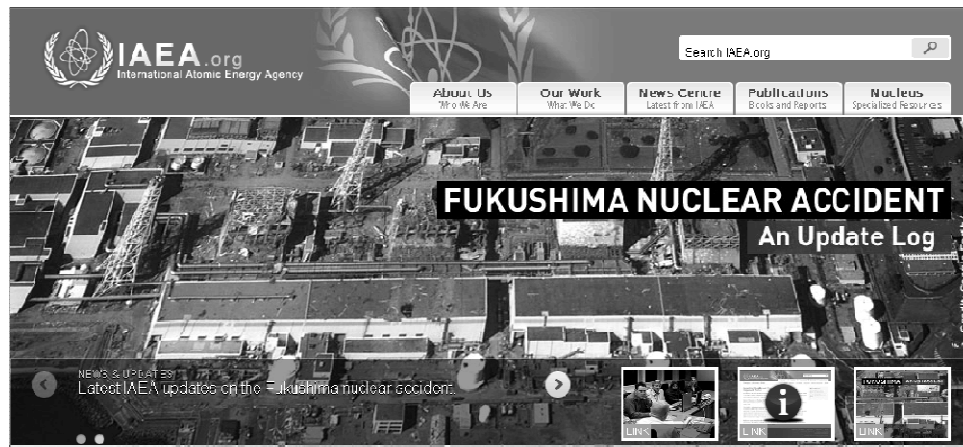 IAEA.org
International Atomic Energy Agency
Search IAEA.org
About Us
Who We Are
Our Work
What We Do
News Centre
Latest from IAEA
Publications
Books and Reports
Nucleus
Specialized Resources
FUKUSHIMA NUCLEAR ACCIDENT
An Update Log
NEWS & UPDATES
Latest IAEA updates on the Fukushima nuclear accident.
LINK
LINK
LINK